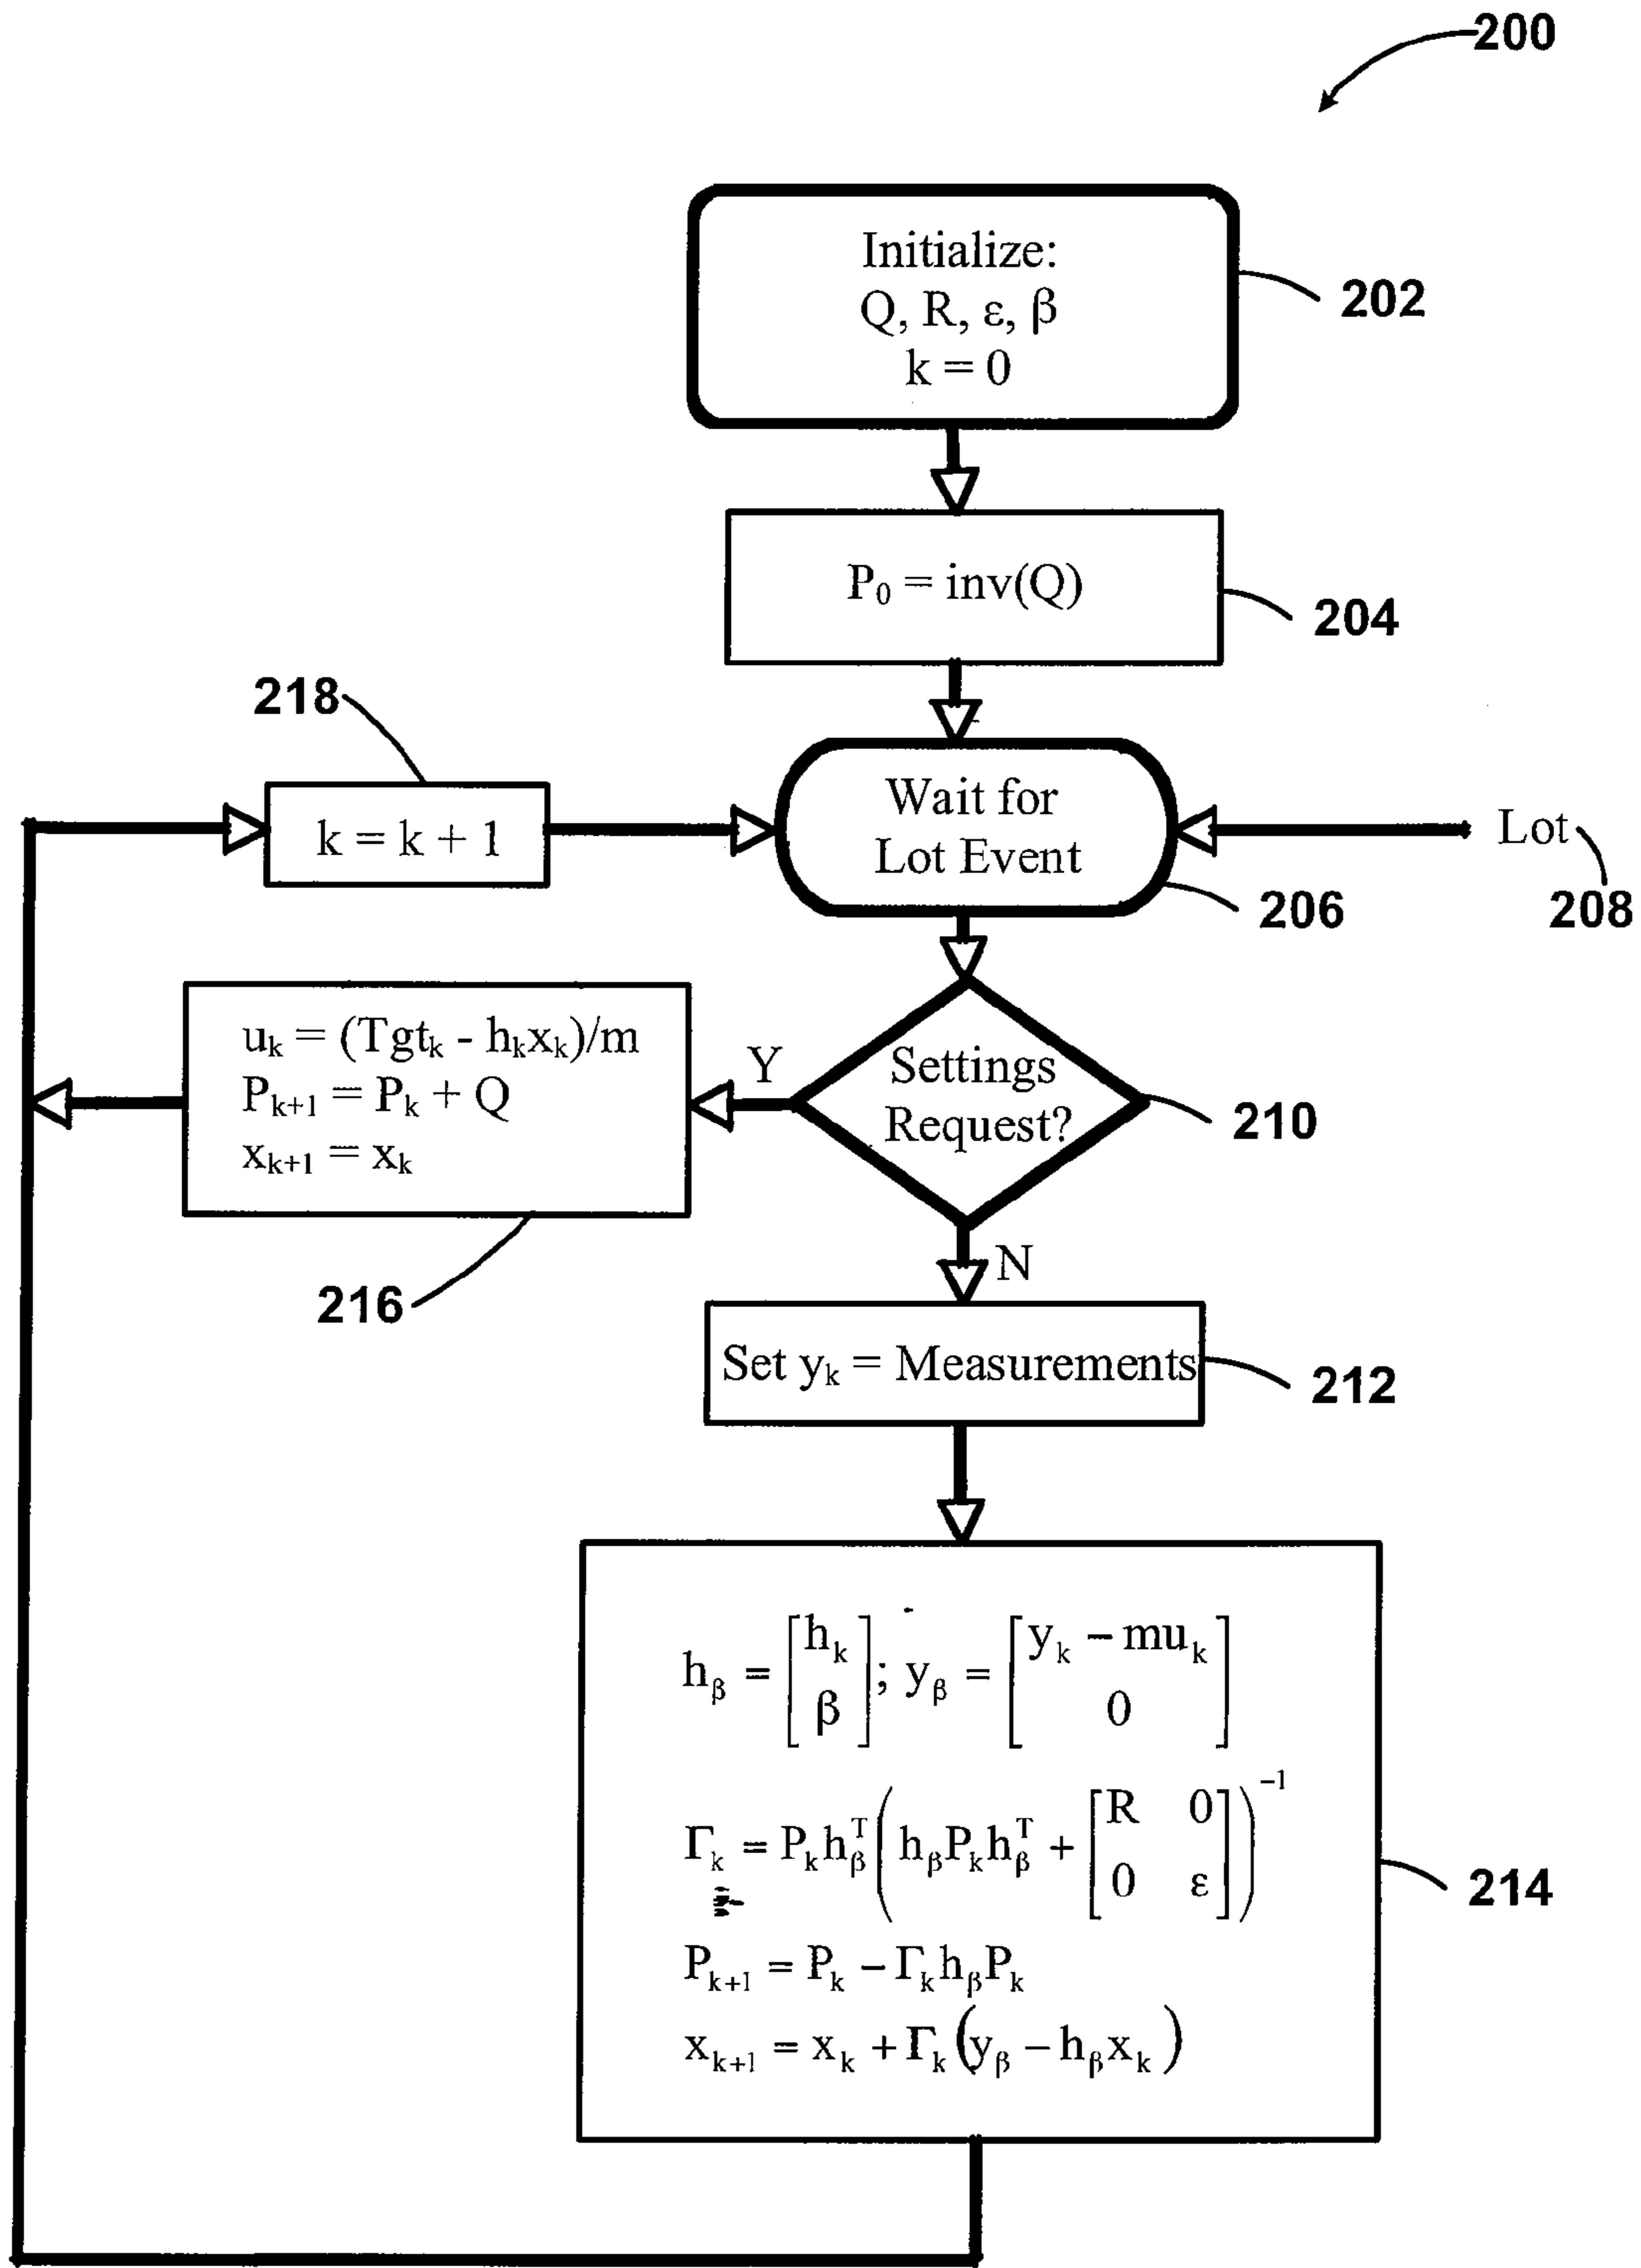 200
Initialize:
Q, R, ε, β
k = 0
202
P₀ = inv(Q)
204
218
k = k + 1
Wait for
Lot Event
206
Lot
208
uₖ = (Tgtₖ - hₖxₖ)/m
Pₖ₊₁ = Pₖ + Q
xₖ₊₁ = xₖ
216
Y
Settings
Request?
210
N
Set yₖ = Measurements
212
h_β = [hₖ; β]; y_β = [yₖ − muₖ; 0]
Γₖ = Pₖh_β^T (h_βPₖh_β^T + [R 0; 0 ε])⁻¹
Pₖ₊₁ = Pₖ − Γₖh_βPₖ
xₖ₊₁ = xₖ + Γₖ(y_β − h_βxₖ)
214